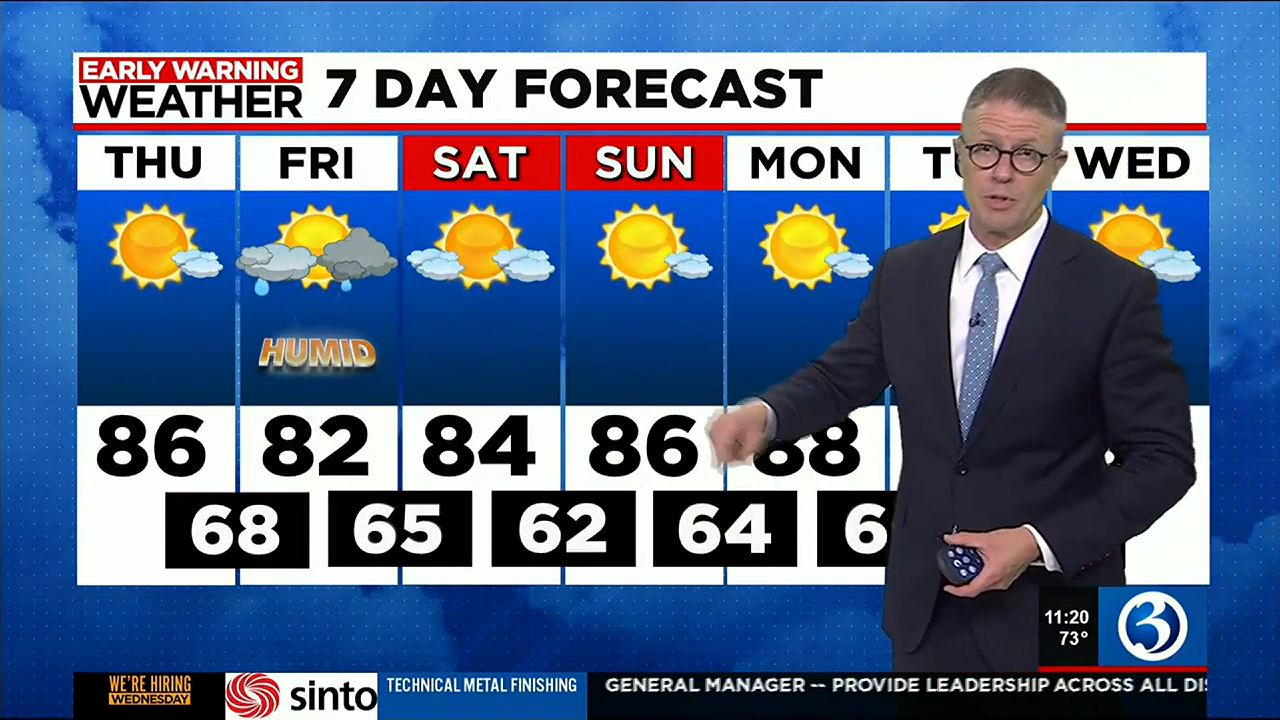 EARLY WARNING
WEATHER
7 DAY FORECAST
THU
FRI
SAT
SUN
MON
WED
HUMID
86
82
84
86
88
68
65
62
64
11:20
73°
3
WE'RE HIRING
WEDNESDAY
sinto
TECHNICAL METAL FINISHING
GENERAL MANAGER -- PROVIDE LEADERSHIP ACROSS ALL